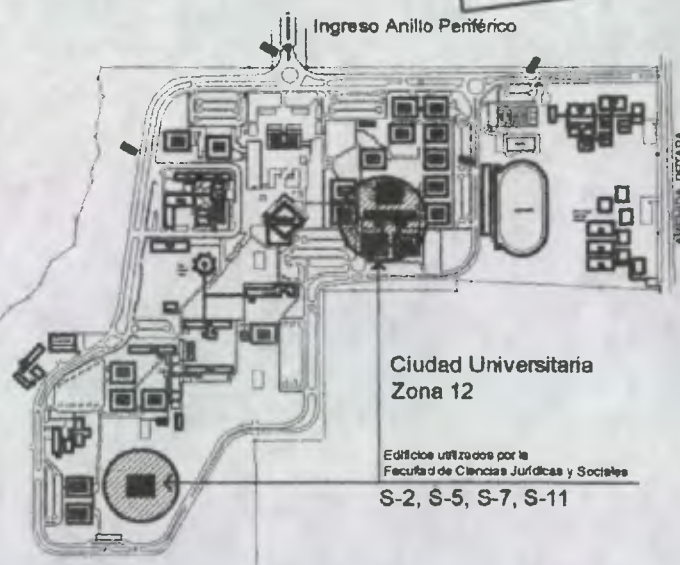 Ingreso Anillo Periférico
Ciudad Universitaria
Zona 12
Edificios utilizados por la
Facultad de Ciencias Jurídicas y Sociales
S-2, S-5, S-7, S-11